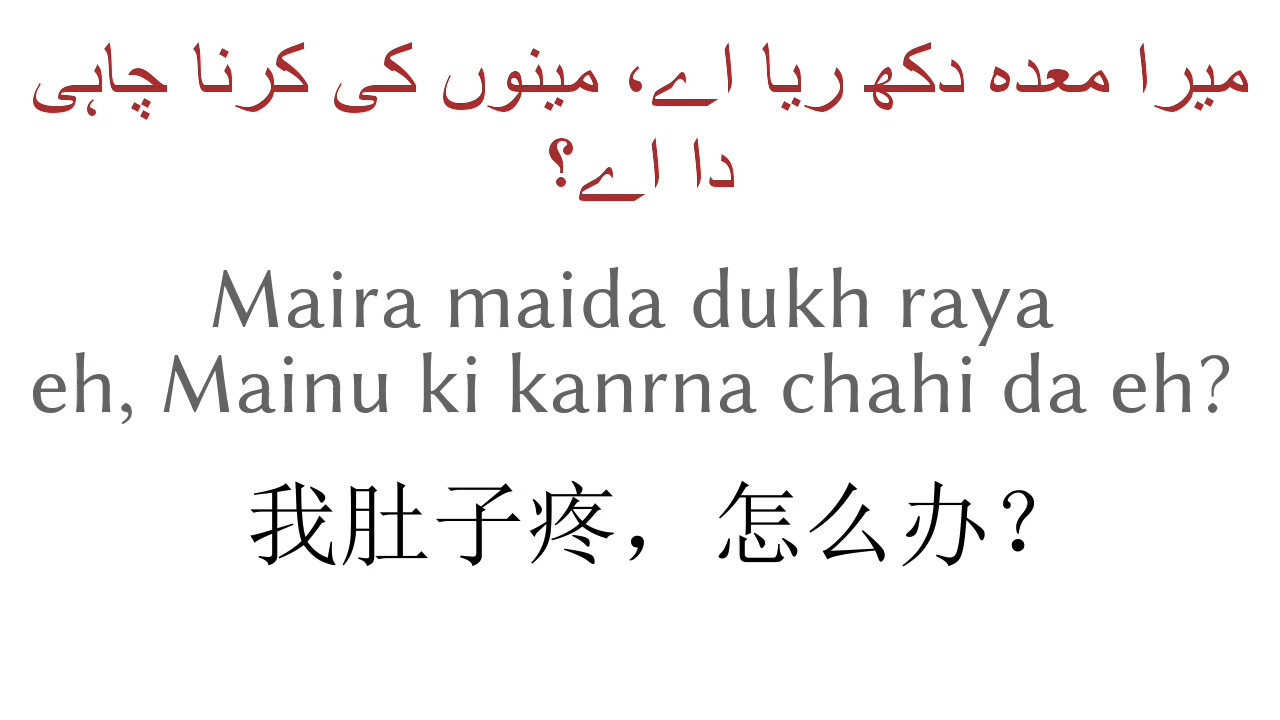 میرا معدہ دکھ ریا اے، مینوں کی کرنا چاہی
دا اے؟
Maira maida dukh raya
eh, Mainu ki kanrna chahi da eh?
我肚子疼，怎么办？